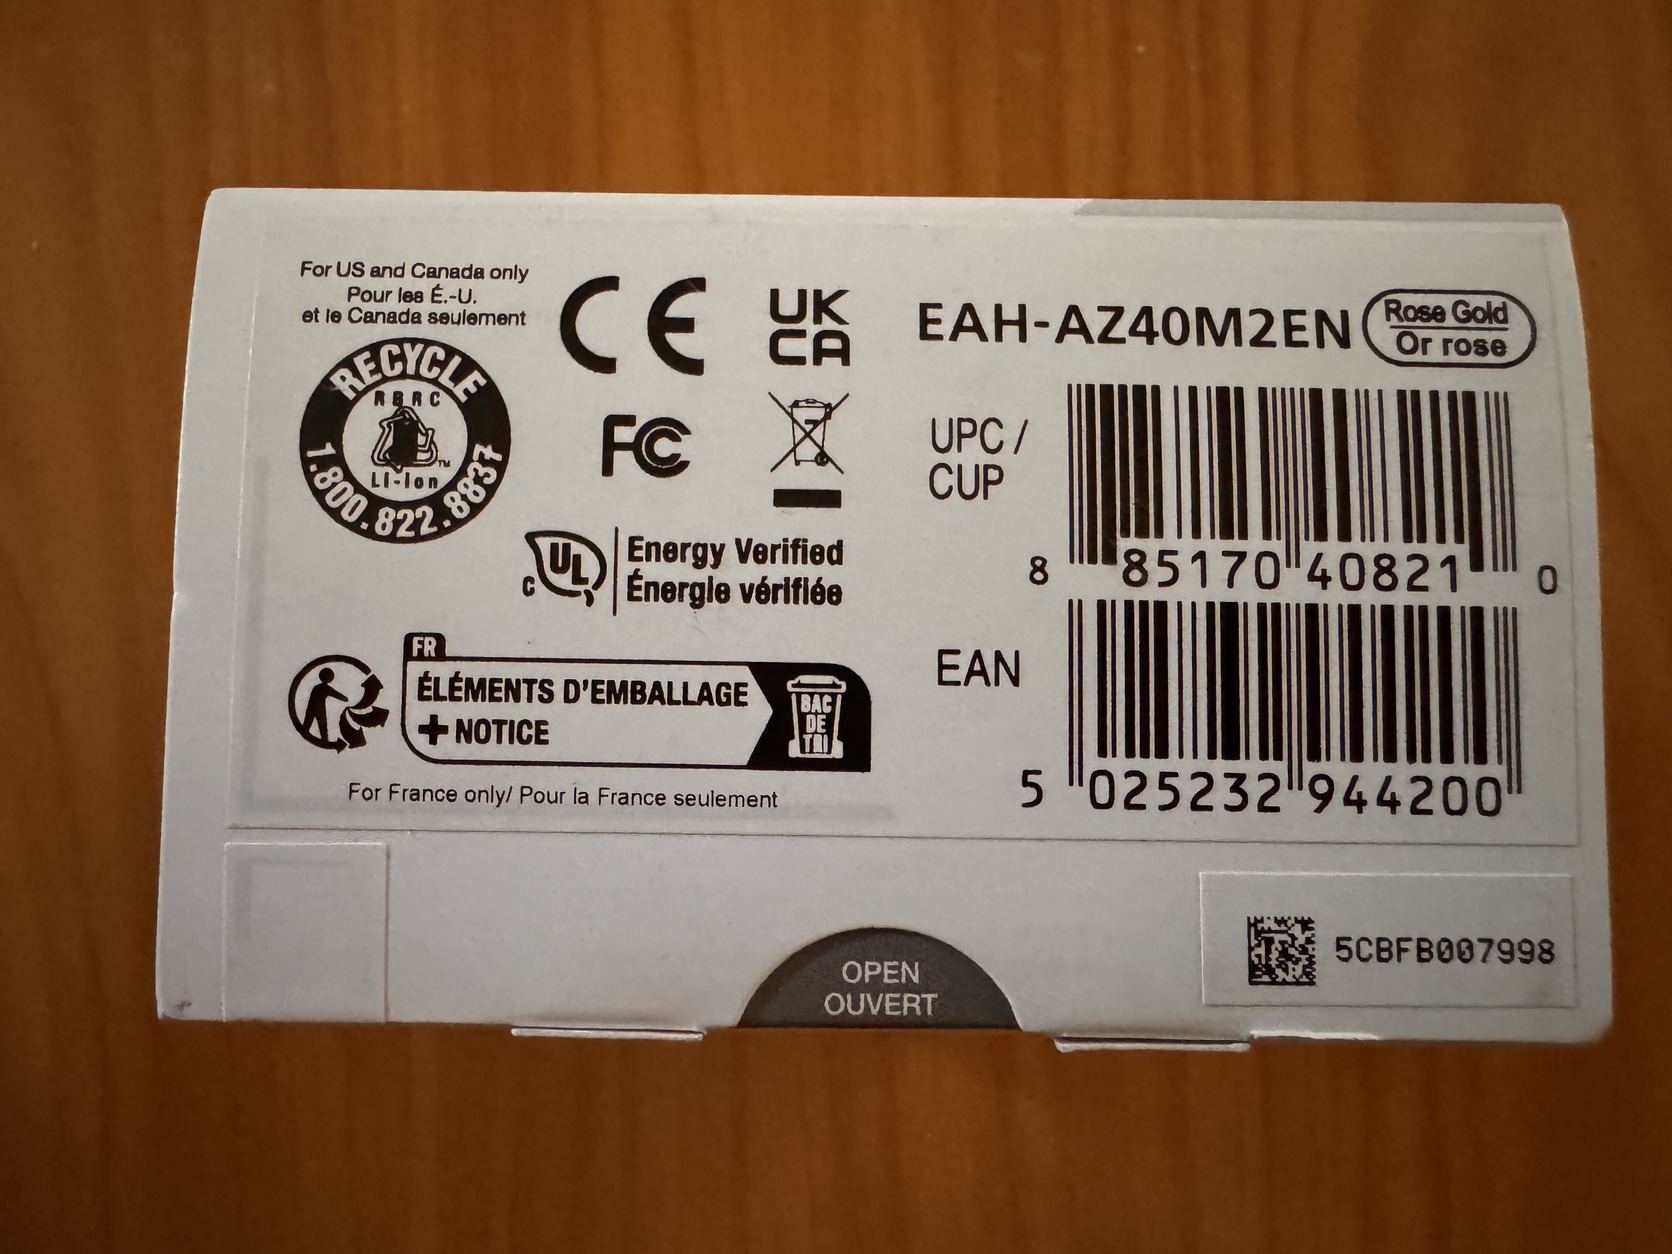 For US and Canada only
Pour les É.-U.
et le Canada seulement
RECYCLE
RBRC
TM
Li-Ion
1.800.822.8837
CE
UK
CA
FC
C UL
Energy Verified
Énergie vérifiée
FR
ÉLÉMENTS D'EMBALLAGE
+ NOTICE
BAC
DE
TRI
For France only/ Pour la France seulement
EAH-AZ40M2EN
Rose Gold
Or rose
UPC /
CUP
8 85170 40821 0
EAN
5 025232 944200
OPEN
OUVERT
5CBFB007998